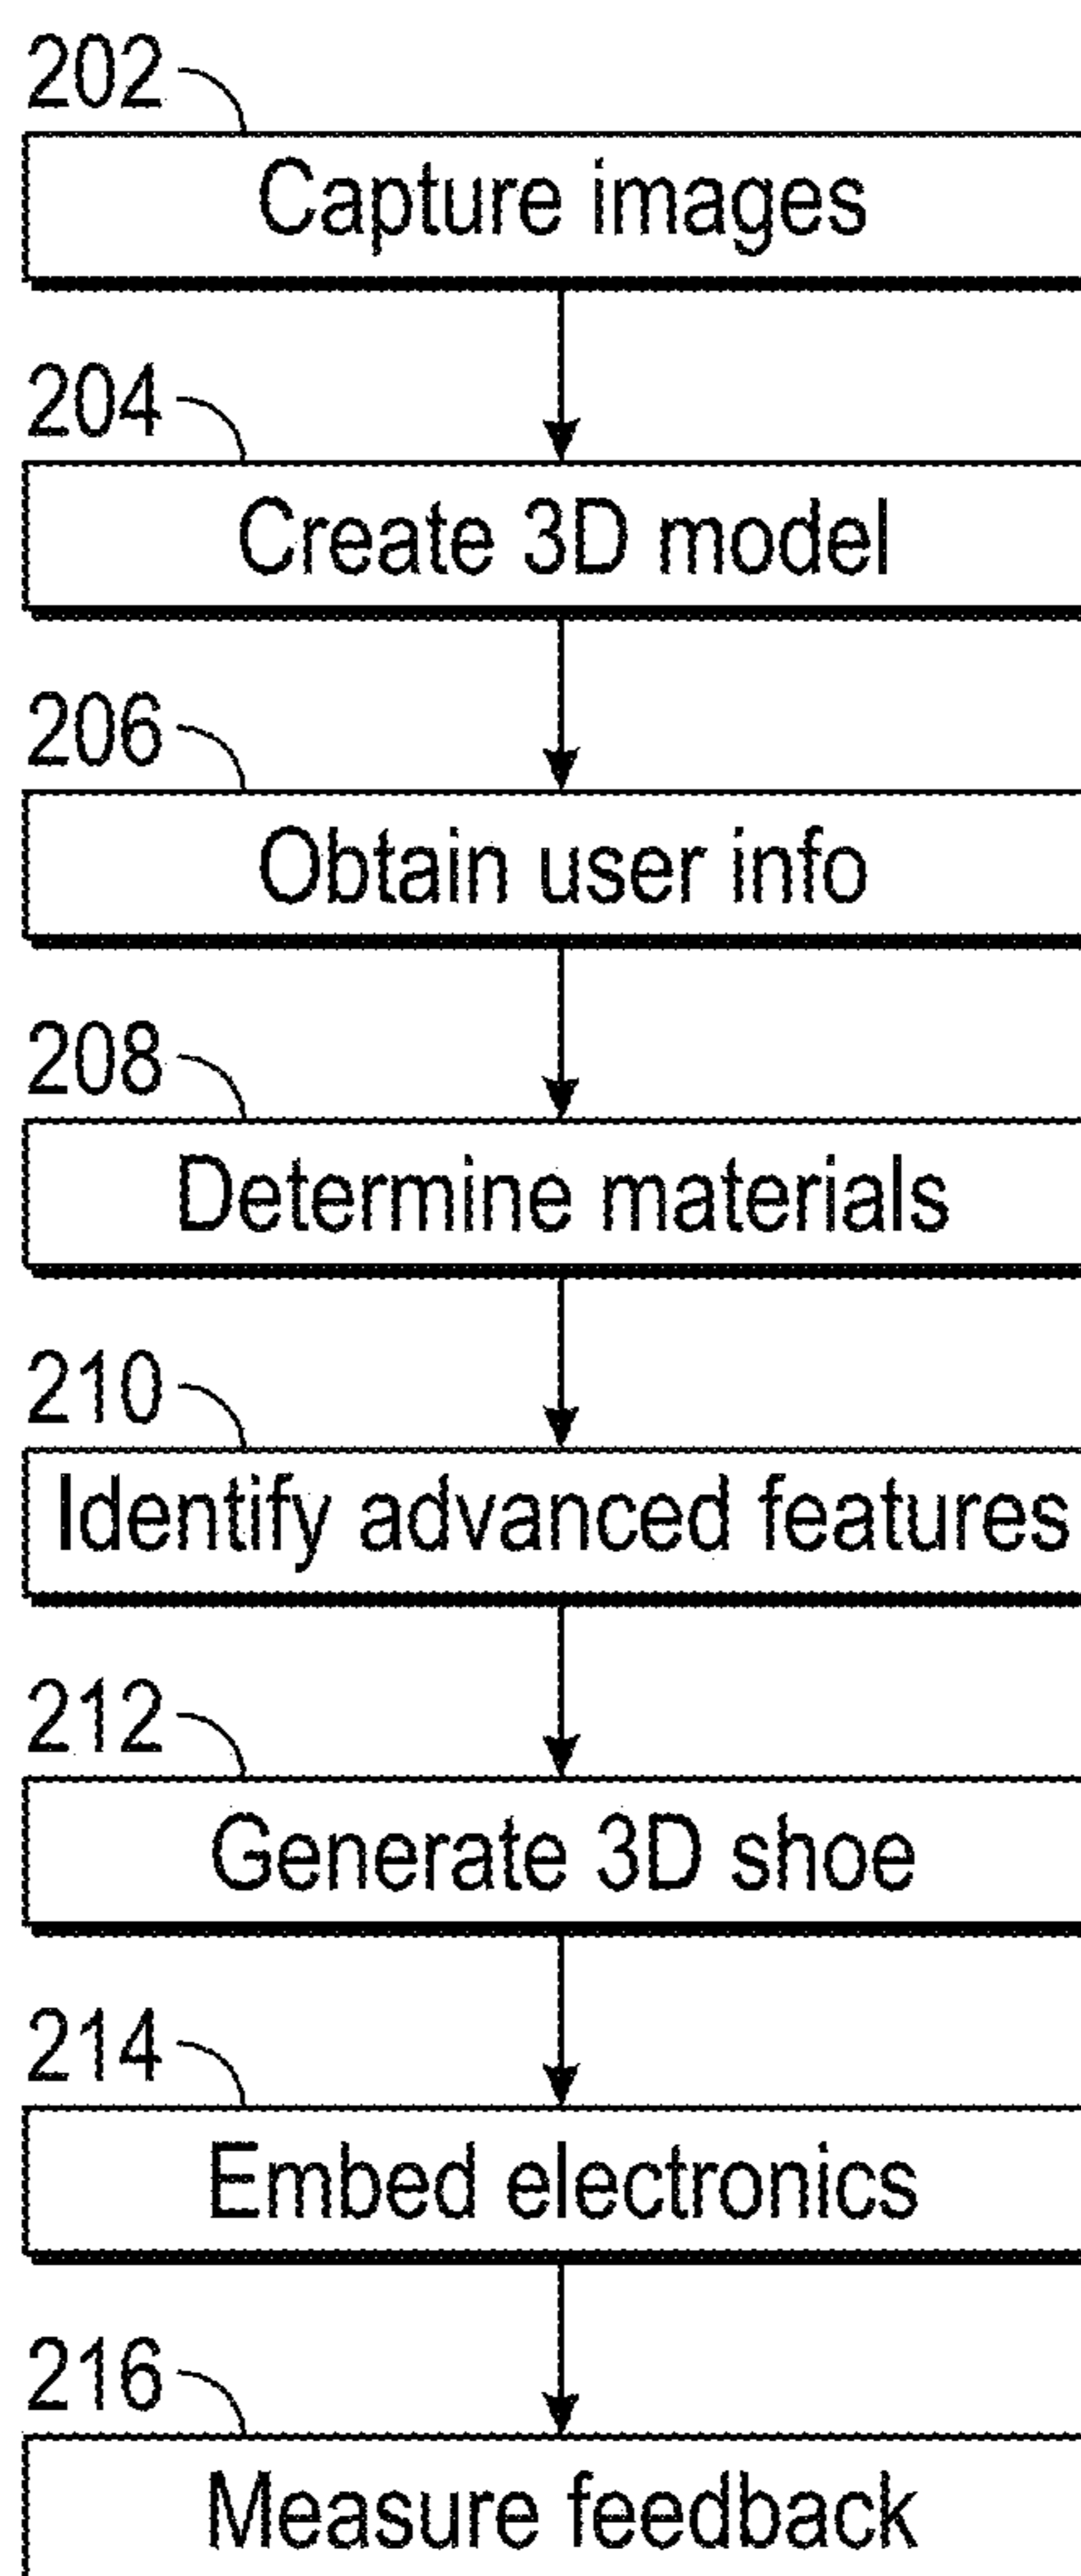 202
Capture images
204
Create 3D model
206
Obtain user info
208
Determine materials
210
Identify advanced features
212
Generate 3D shoe
214
Embed electronics
216
Measure feedback